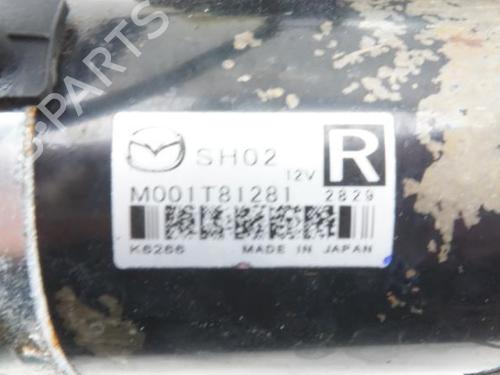 SH02 12V R
M001T81281 2829
K6266 MADE IN JAPAN
PARTS